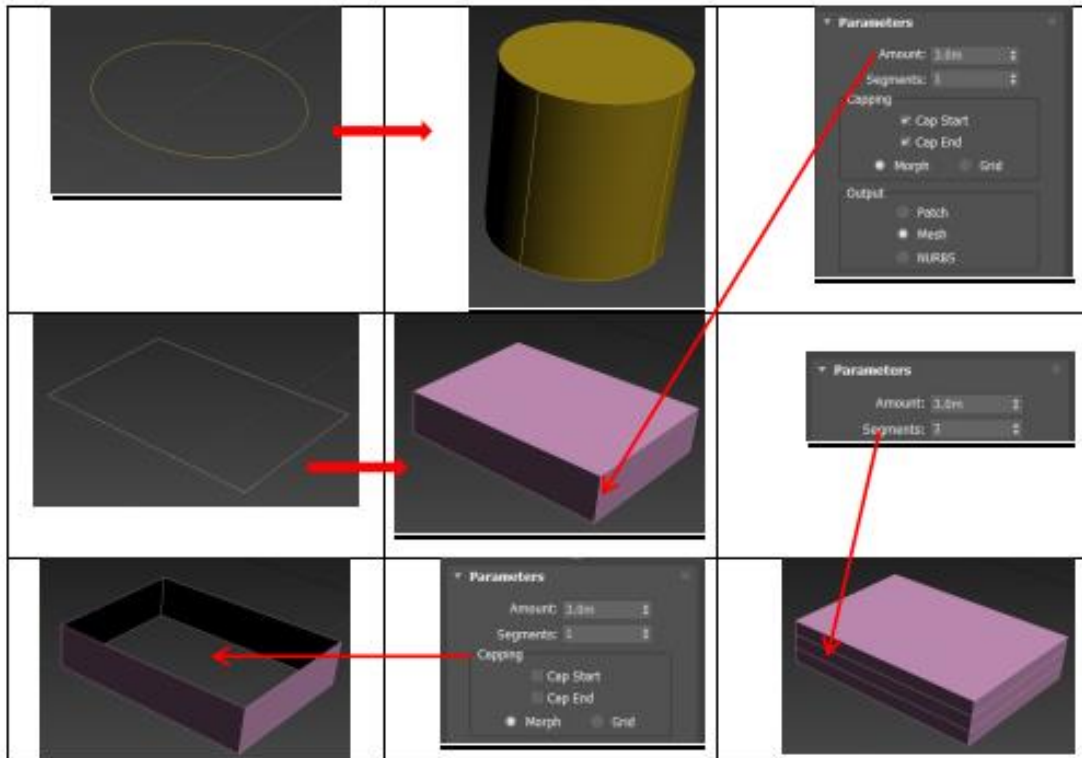 Parameters
Amount: 3.0m
Segments: 1
Capping
Cap Start
Cap End
Morph Grid
Output
Patch
Mesh
NURBS
Parameters
Amount: 3.0m
Segments: 3
Parameters
Amount: 3.0m
Segments: 1
Capping
Cap Start
Cap End
Morph Grid